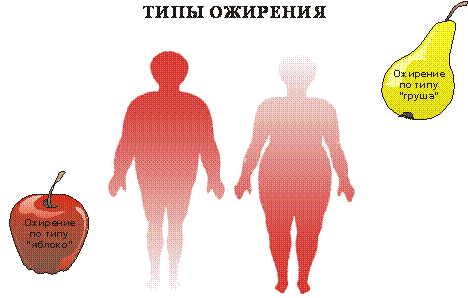 ТИПЫ ОЖИРЕНИЯ
Ожирение
по типу
"груша"
Ожирение
по типу
"яблоко"